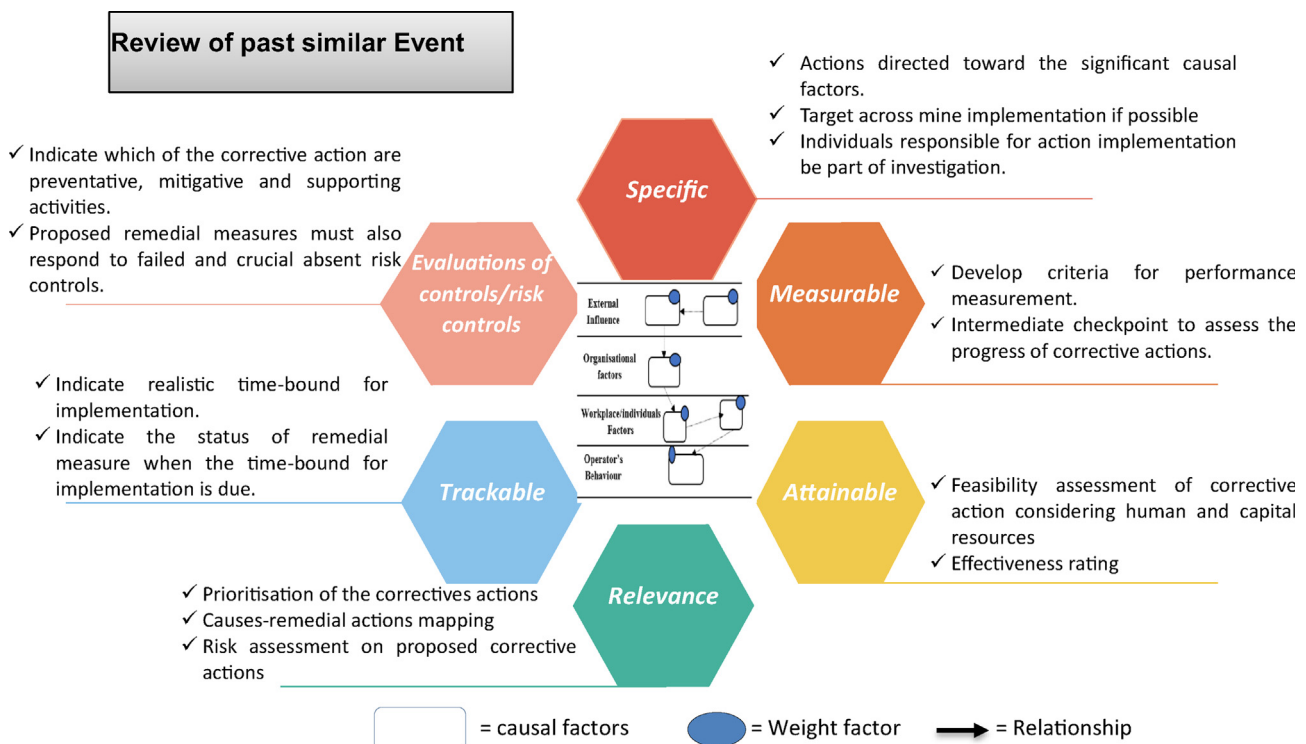 Review of past similar Event
✓ Actions directed toward the significant causal
factors.
✓ Target across mine implementation if possible
✓ Individuals responsible for action implementation
be part of investigation.
Specific
✓ Indicate which of the corrective action are
preventative, mitigative and supporting
activities.
✓ Proposed remedial measures must also
respond to failed and crucial absent risk
controls.
Evaluations of
controls/risk
controls
Measurable
✓ Develop criteria for performance
measurement.
✓ Intermediate checkpoint to assess the
progress of corrective actions.
External
Influence
Organisational
factors
Workplace/individuals
Factors
Operator's
Behaviour
✓ Indicate realistic time-bound for
implementation.
✓ Indicate the status of remedial
measure when the time-bound for
implementation is due.
Trackable
Attainable
✓ Feasibility assessment of corrective
action considering human and capital
resources
✓ Effectiveness rating
Relevance
✓ Prioritisation of the correctives actions
✓ Causes-remedial actions mapping
✓ Risk assessment on proposed corrective
actions
= causal factors = Weight factor = Relationship